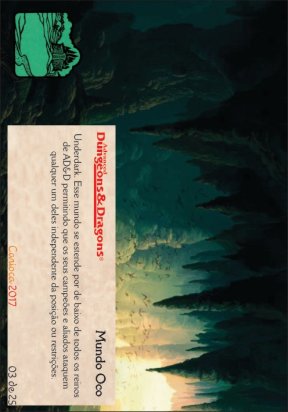 Advanced
Dungeons & Dragons®
Mundo Oco
Underdark. Esse mundo se estende por de baixo de todos os reinos
de AD&D permitindo que os seus campeões e aliados ataquem
qualquer um deles independente da posição ou restrições.
Carioca 2017
03 de 25